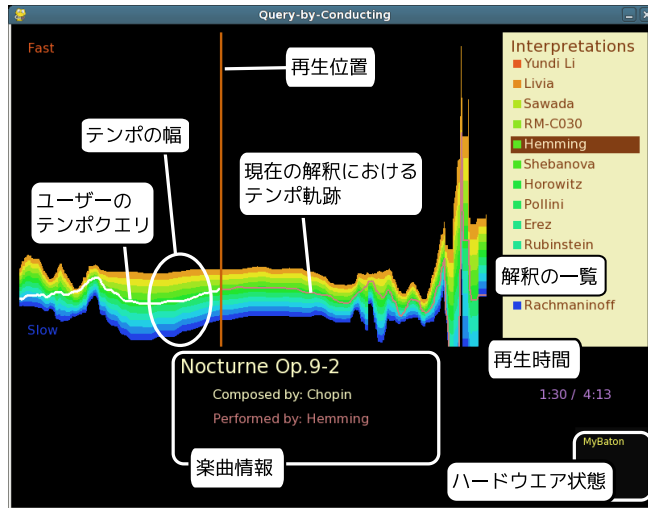 Query-by-Conducting
Fast
再生位置
Interpretations
Yundi Li
Livia
Sawada
RM-C030
Hemming
Shebanova
Horowitz
Pollini
Erez
Rubinstein
テンポの幅
現在の解釈における
テンポ軌跡
ユーザーの
テンポクエリ
解釈の一覧
Rachmaninoff
Slow
再生時間
Nocturne Op.9-2
Composed by: Chopin
Performed by: Hemming
1:30 / 4:13
楽曲情報
MyBaton
ハードウエア状態